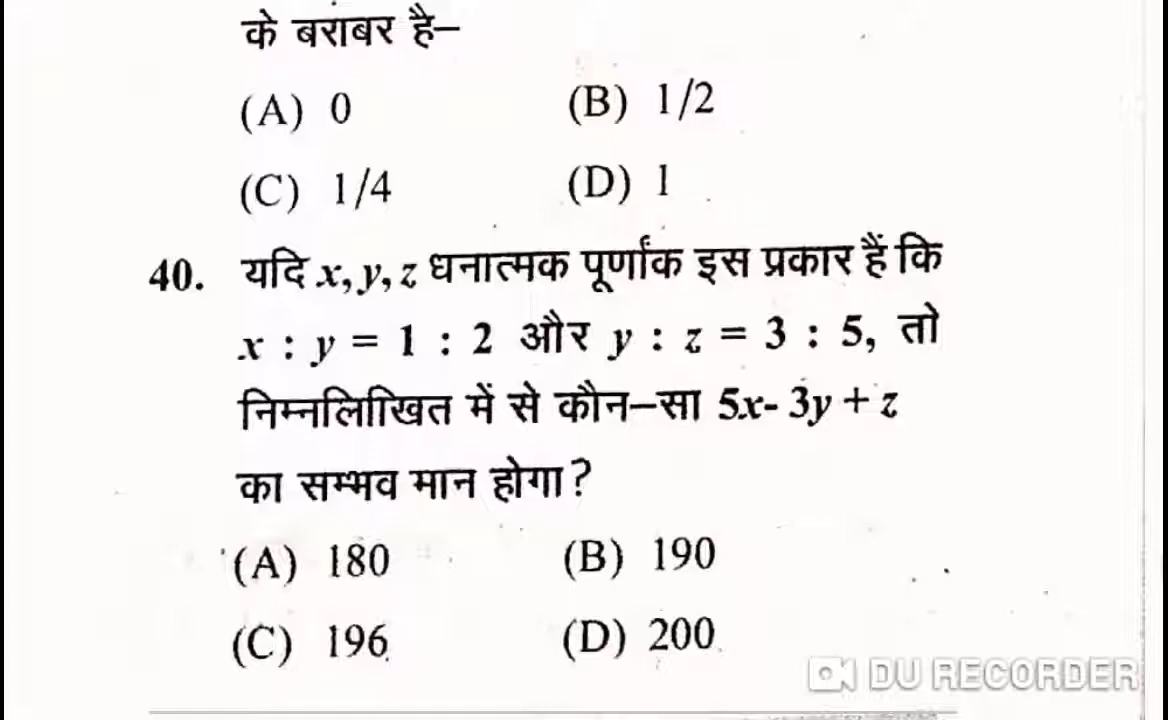 के बराबर है–
(A) 0 (B) 1/2
(C) 1/4 (D) 1
40. यदि x, y, z धनात्मक पूर्णांक इस प्रकार हैं कि
x : y = 1 : 2 और y : z = 3 : 5, तो
निम्नलिखित में से कौन–सा 5x- 3y + z
का सम्भव मान होगा?
(A) 180 (B) 190
(C) 196 (D) 200
DU RECORDER